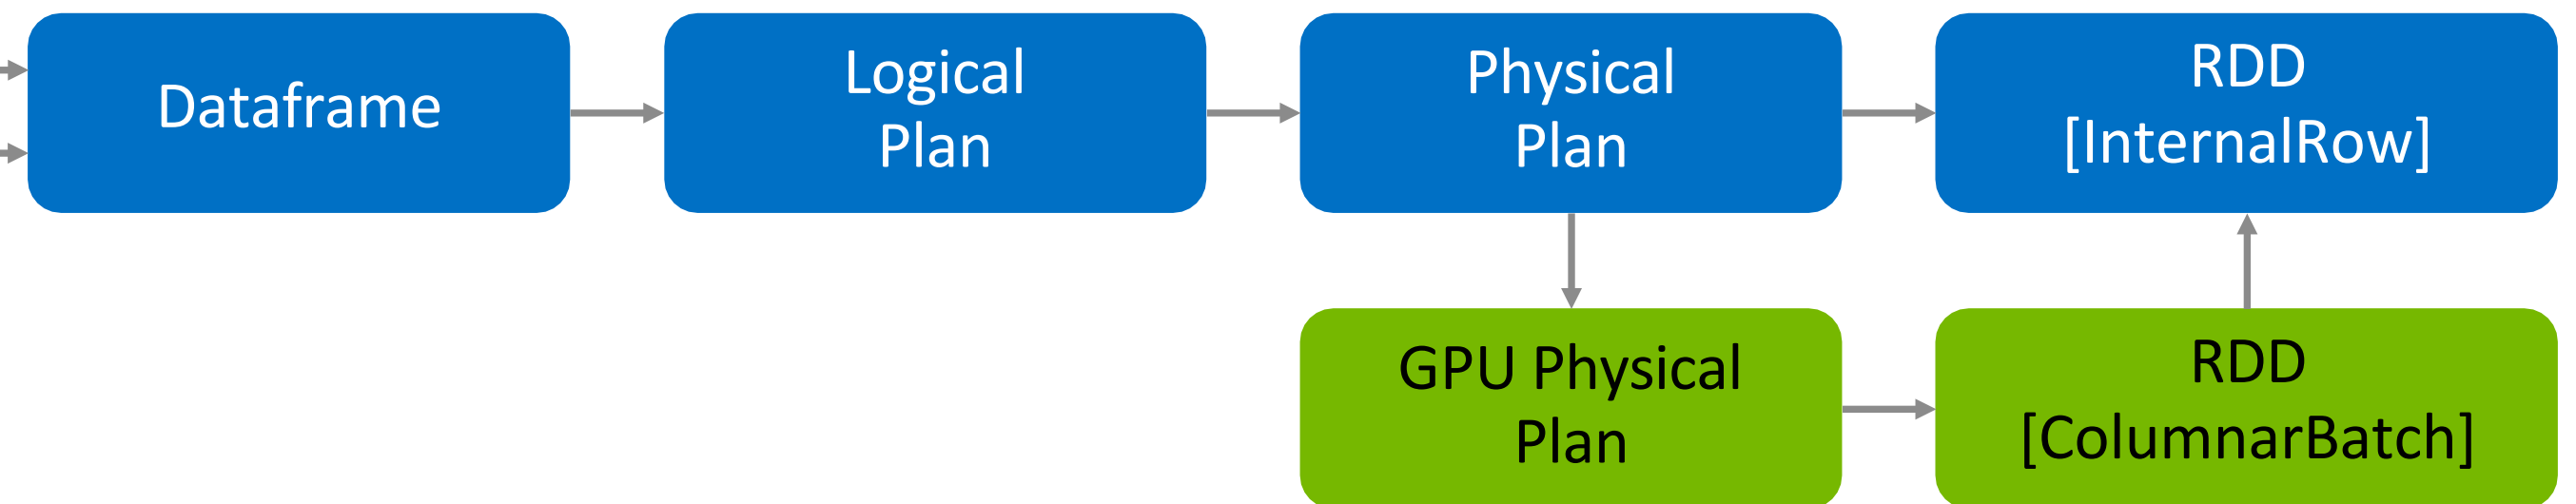 Dataframe
Logical
Plan
Physical
Plan
RDD
[InternalRow]
GPU Physical
Plan
RDD
[ColumnarBatch]